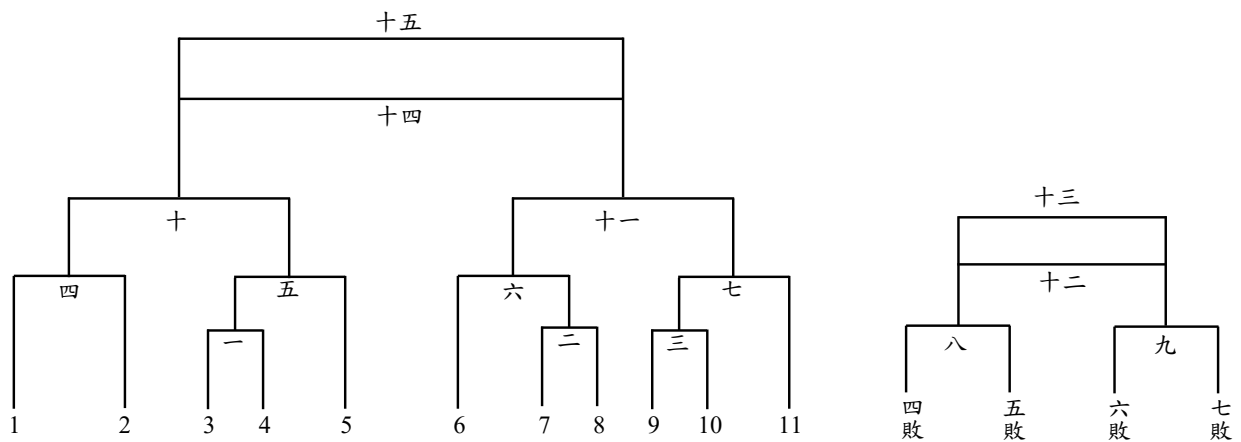 十五
十四
十三
十 十一
十二
四 五 六 七
一 二 三 八 九
1 2 3 4 5 6 7 8 9 10 11
四敗 五敗 六敗 七敗